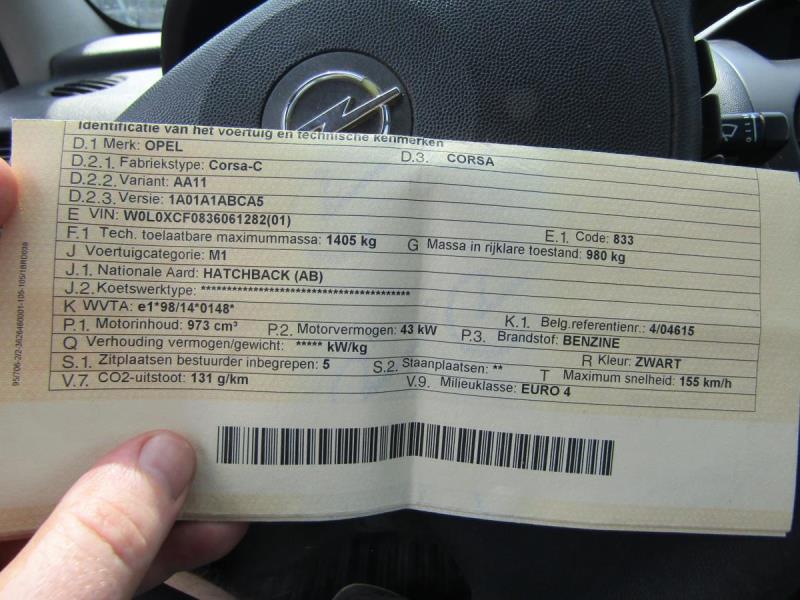 Identificatie van het voertuig en technische kenmerken
D.1 Merk: OPEL D.3. CORSA
D.2.1. Fabriekstype: Corsa-C
D.2.2. Variant: AA11
D.2.3. Versie: 1A01A1ABCA5
E VIN: W0L0XCF0836061282(01) E.1. Code: 833
F.1 Tech. toelaatbare maximummassa: 1405 kg G Massa in rijklare toestand: 980 kg
J Voertuigcategorie: M1
J.1. Nationale Aard: HATCHBACK (AB)
J.2. Koetswerktype: ****************************************
K WVTA: e1*98/14*0148* K.1. Belg.referentienr.: 4/04615
P.1. Motorinhoud: 973 cm³ P.2. Motorvermogen: 43 kW P.3. Brandstof: BENZINE
Q Verhouding vermogen/gewicht: ***** kW/kg R Kleur: ZWART
S.1. Zitplaatsen bestuurder inbegrepen: 5 S.2. Staanplaatsen: ** T Maximum snelheid: 155 km/h
V.7. CO2-uitstoot: 131 g/km V.9. Milieuklasse: EURO 4